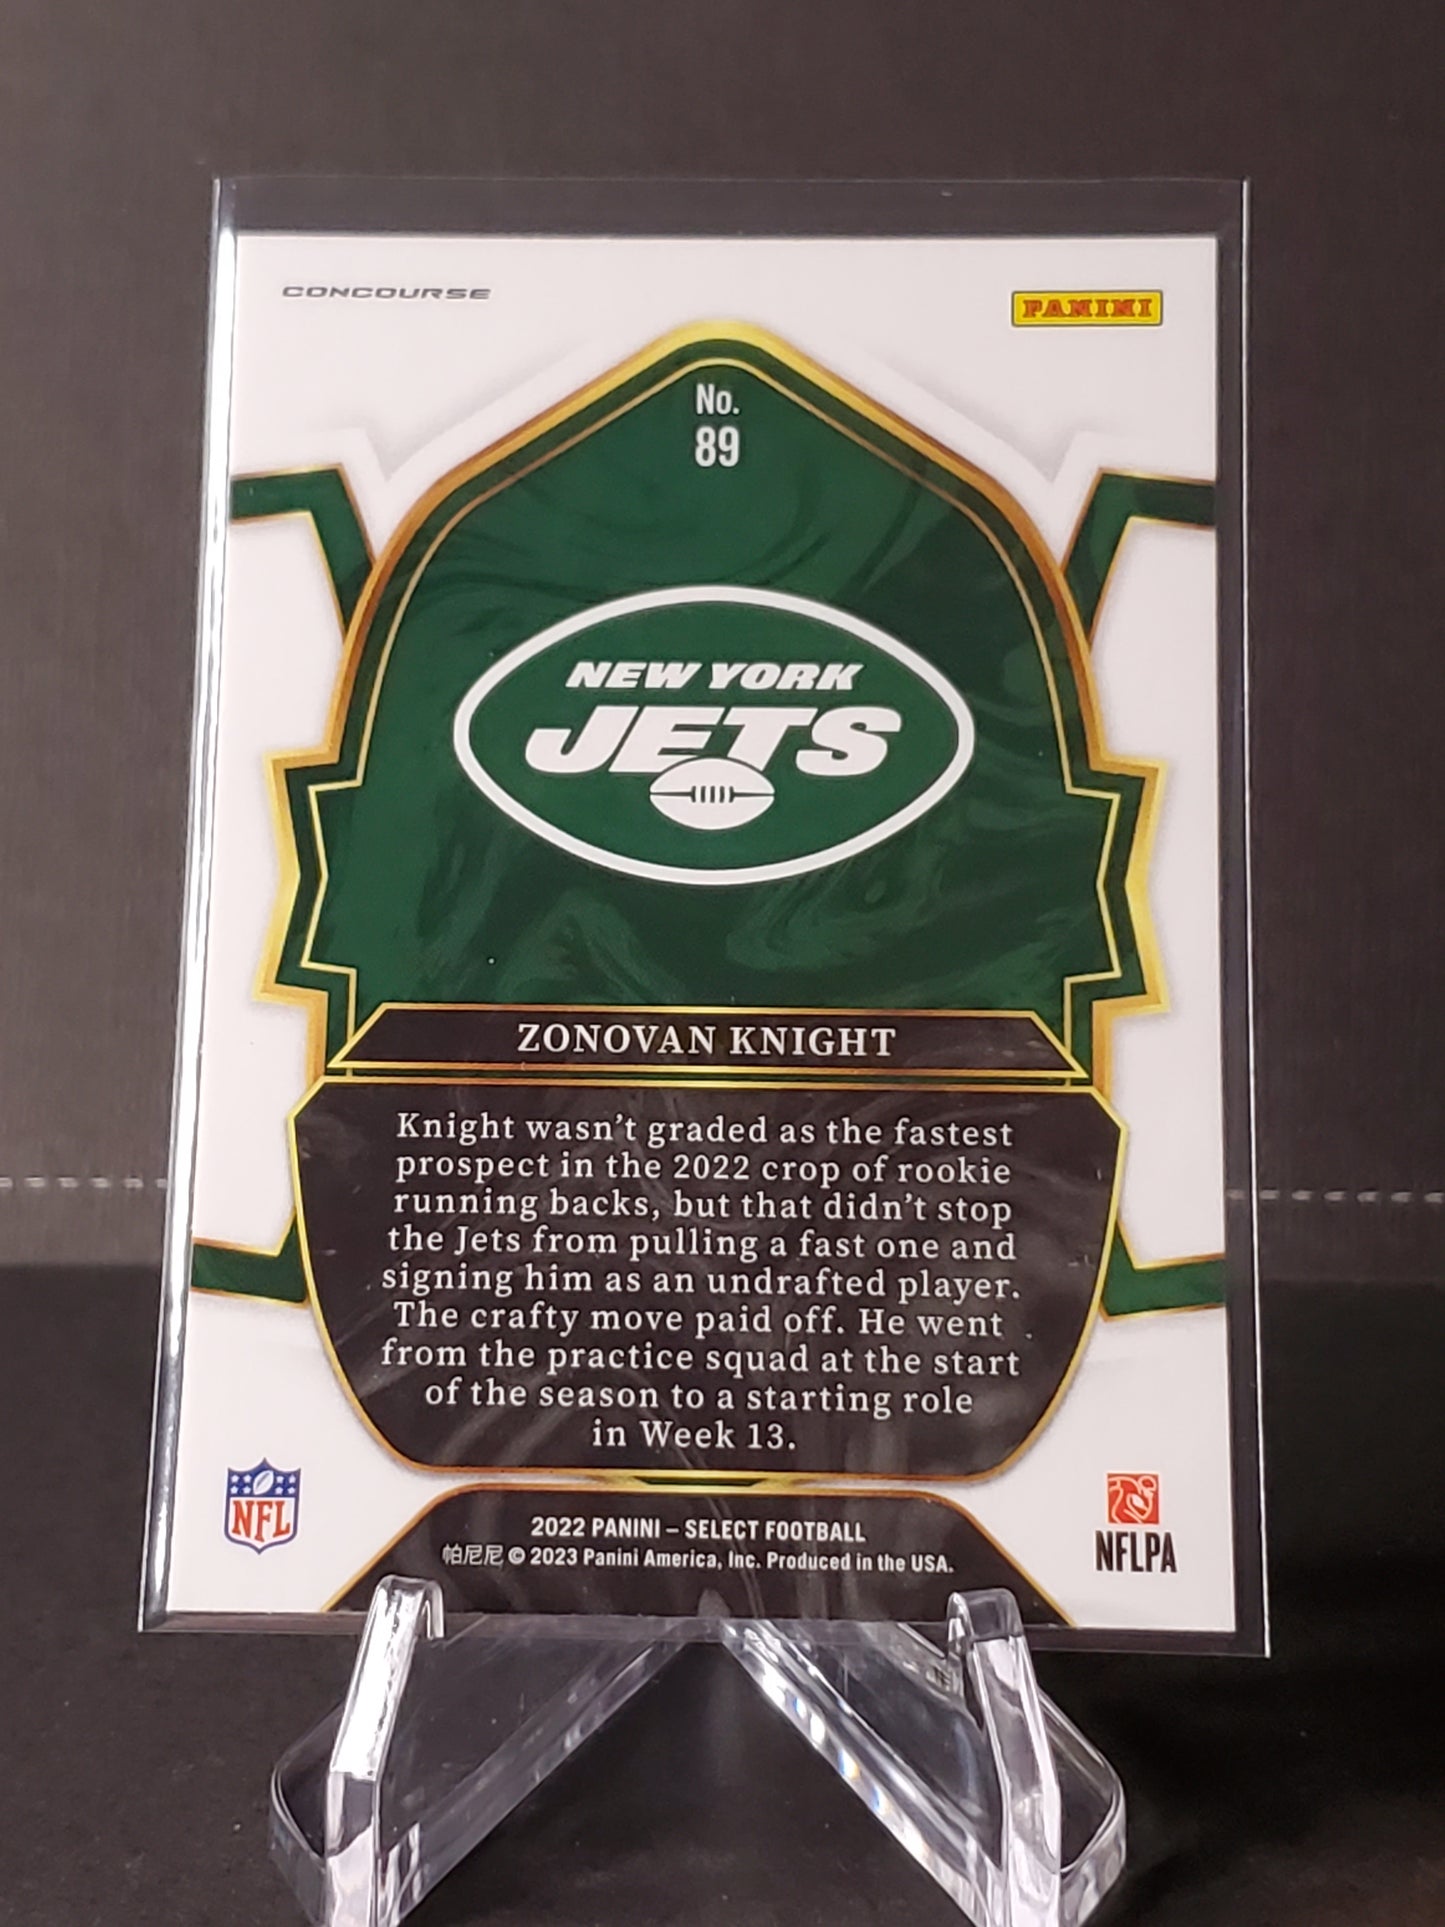 CONCOURSE
PANINI
No.
89
NEW YORK
JETS
ZONOVAN KNIGHT
Knight wasn't graded as the fastest
prospect in the 2022 crop of rookie
running backs, but that didn't stop
the Jets from pulling a fast one and
signing him as an undrafted player.
The crafty move paid off. He went
from the practice squad at the start
of the season to a starting role
in Week 13.
NFL
NFLPA
2022 PANINI – SELECT FOOTBALL
帕尼尼 © 2023 Panini America, Inc. Produced in the USA.